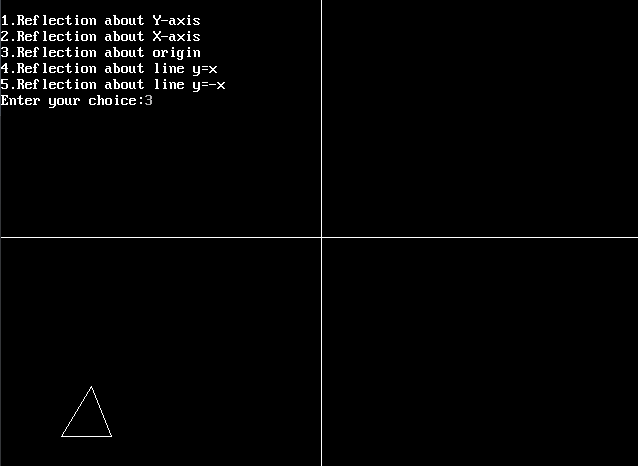 1.Reflection about Y-axis
2.Reflection about X-axis
3.Reflection about origin
4.Reflection about line y=x
5.Reflection about line y=-x
Enter your choice:3